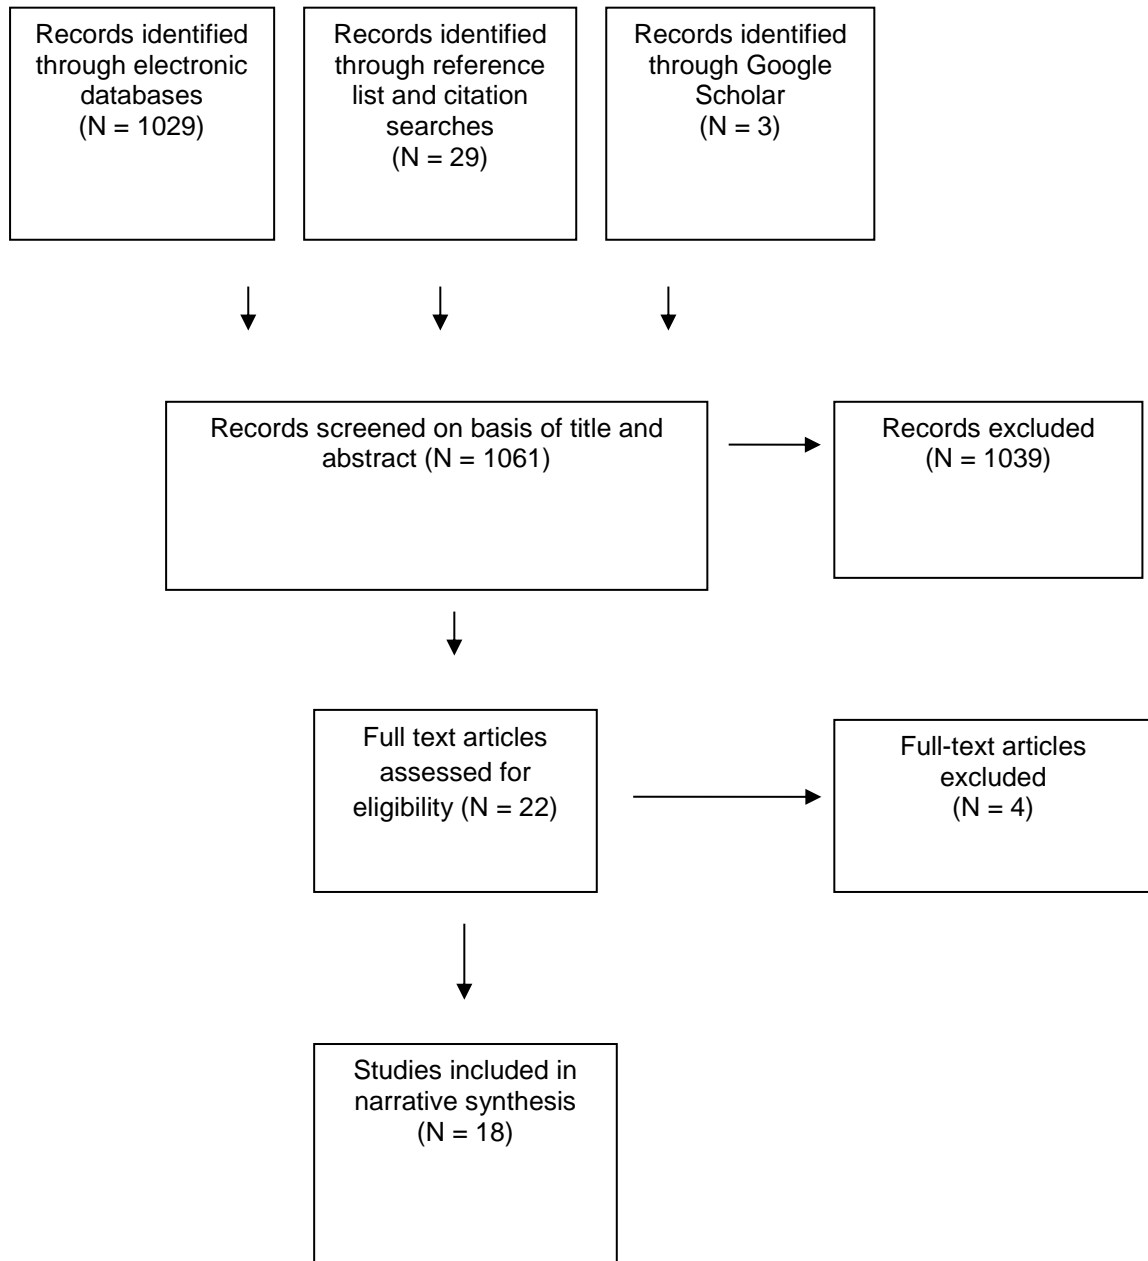 Records identified
through electronic
databases
(N = 1029)
Records identified
through reference
list and citation
searches
(N = 29)
Records identified
through Google
Scholar
(N = 3)
Records screened on basis of title and
abstract (N = 1061)
Records excluded
(N = 1039)
Full text articles
assessed for
eligibility (N = 22)
Full-text articles
excluded
(N = 4)
Studies included in
narrative synthesis
(N = 18)